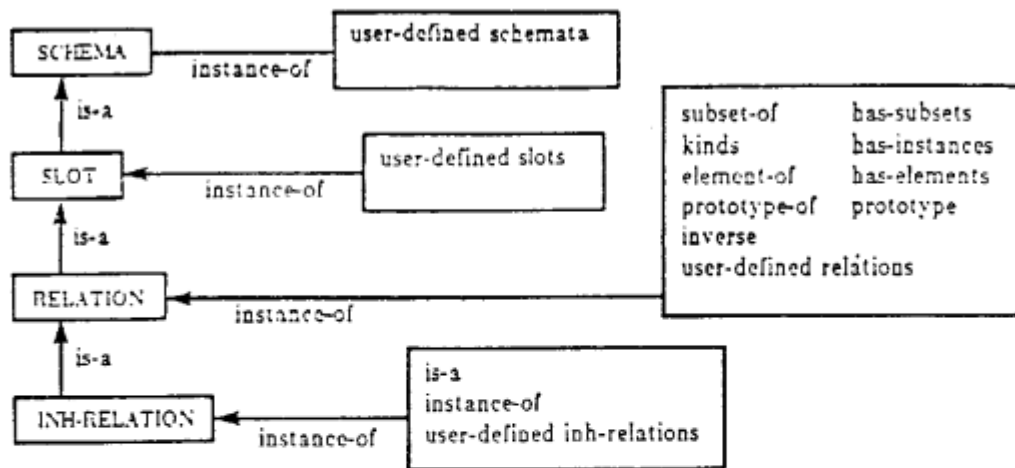 SCHEMA
instance-of
user-defined schemata
is-a
SLOT
instance-of
user-defined slots
is-a
RELATION
instance-of
subset-of has-subsets
kinds has-instances
element-of has-elements
prototype-of prototype
inverse
user-defined relations
is-a
INH-RELATION
instance-of
is-a
instance-of
user-defined inh-relations